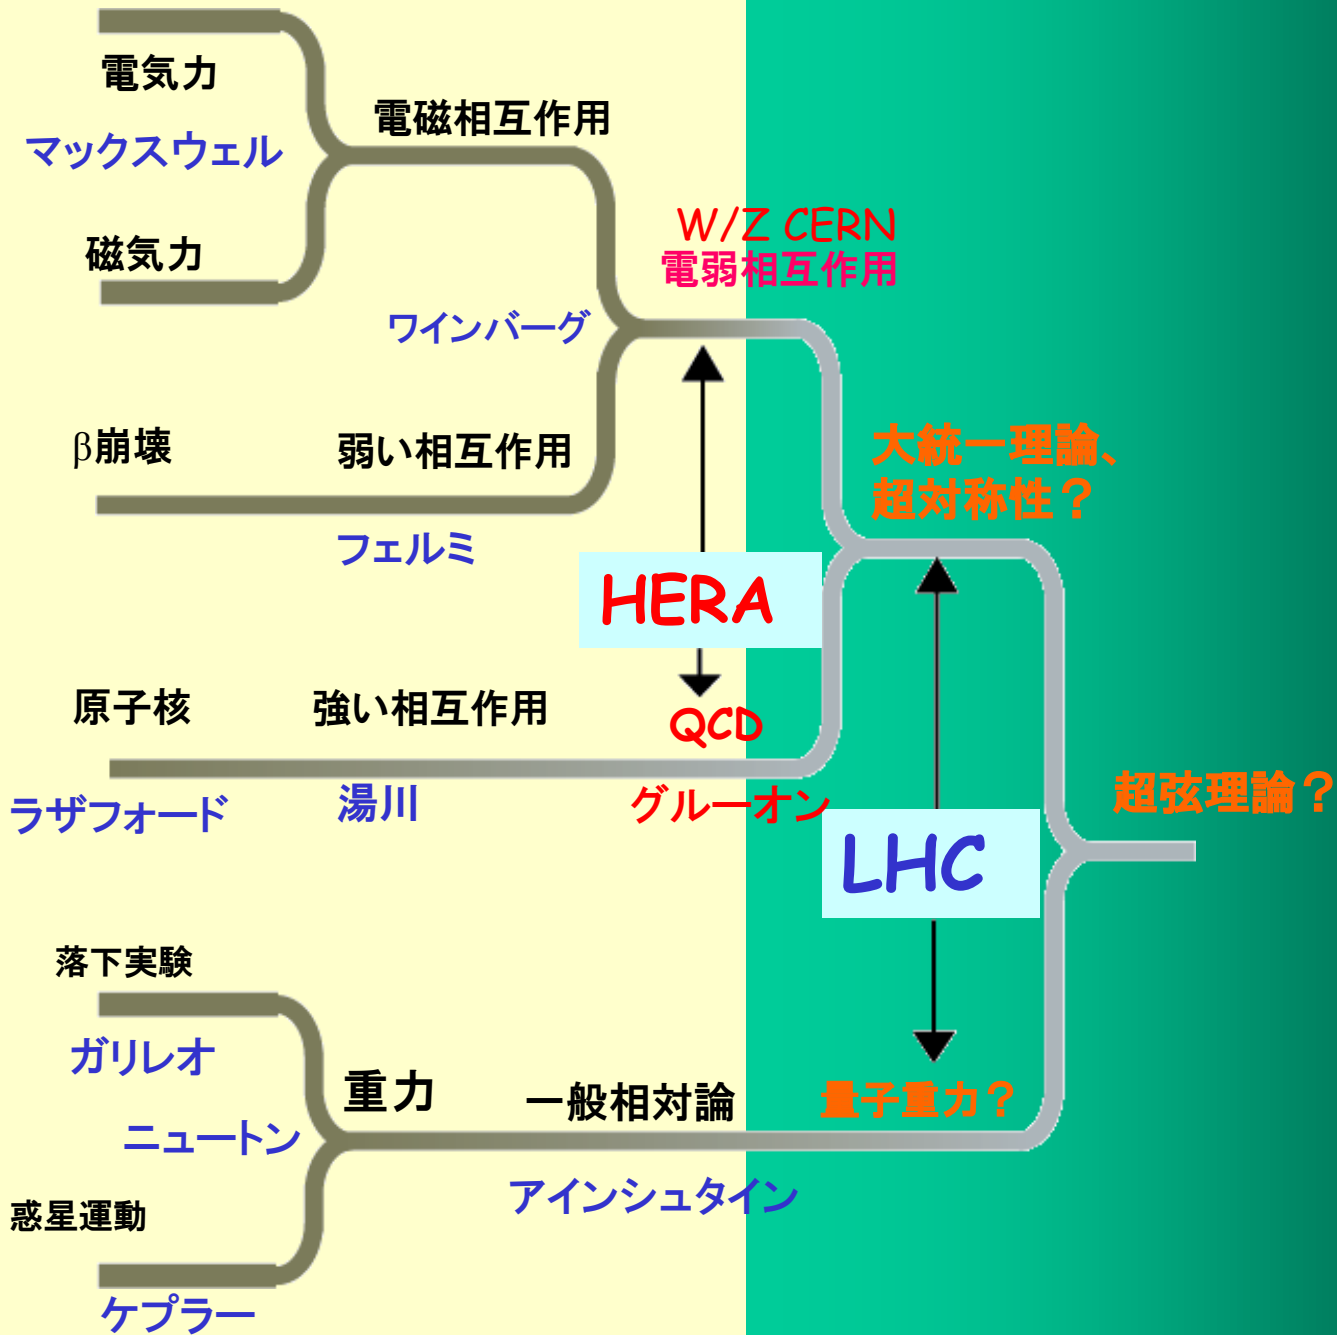 電気力
マックスウェル
電磁相互作用
磁気力
W/Z CERN
電弱相互作用
ワインバーグ
β崩壊
弱い相互作用
フェルミ
大統一理論、
超対称性？
HERA
原子核
強い相互作用
QCD
ラザフォード
湯川
グルーオン
超弦理論？
LHC
落下実験
ガリレオ
重力
一般相対論
量子重力？
ニュートン
アインシュタイン
惑星運動
ケプラー